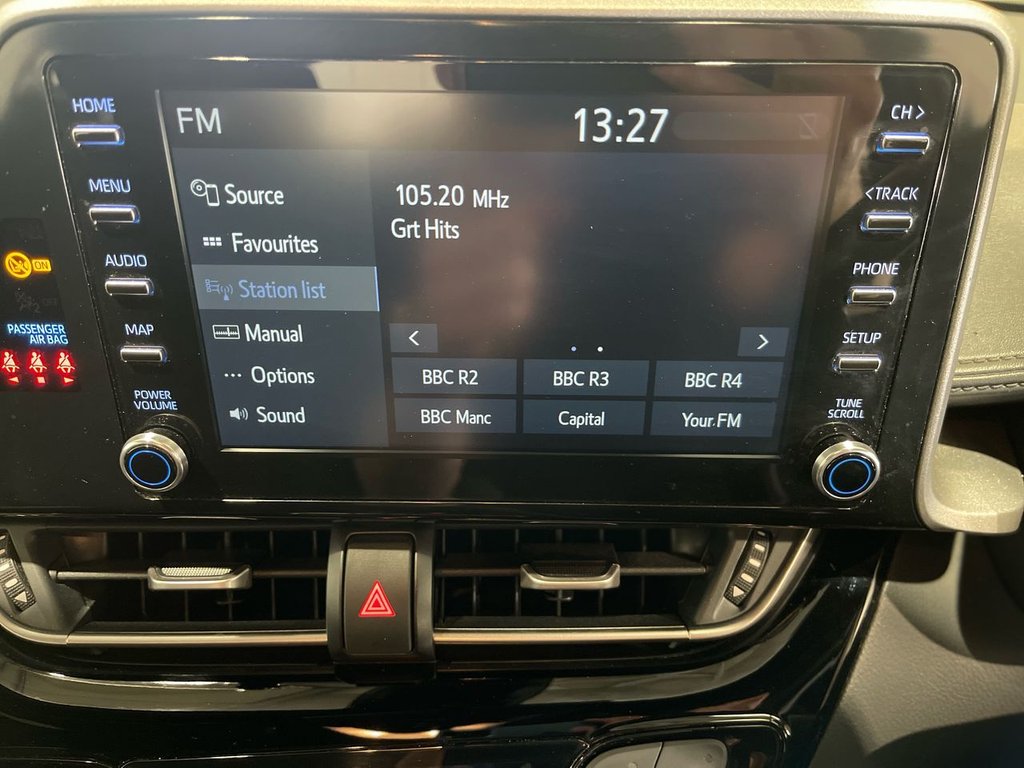 HOME
MENU
AUDIO
MAP
POWER
VOLUME
ON
OFF
PASSENGER
AIR BAG
FM
13:27
Source
Favourites
Station list
Manual
Options
Sound
105.20 MHz
Grt Hits
<
>
BBC R2
BBC R3
BBC R4
BBC Manc
Capital
Your FM
CH >
< TRACK
PHONE
SETUP
TUNE
SCROLL